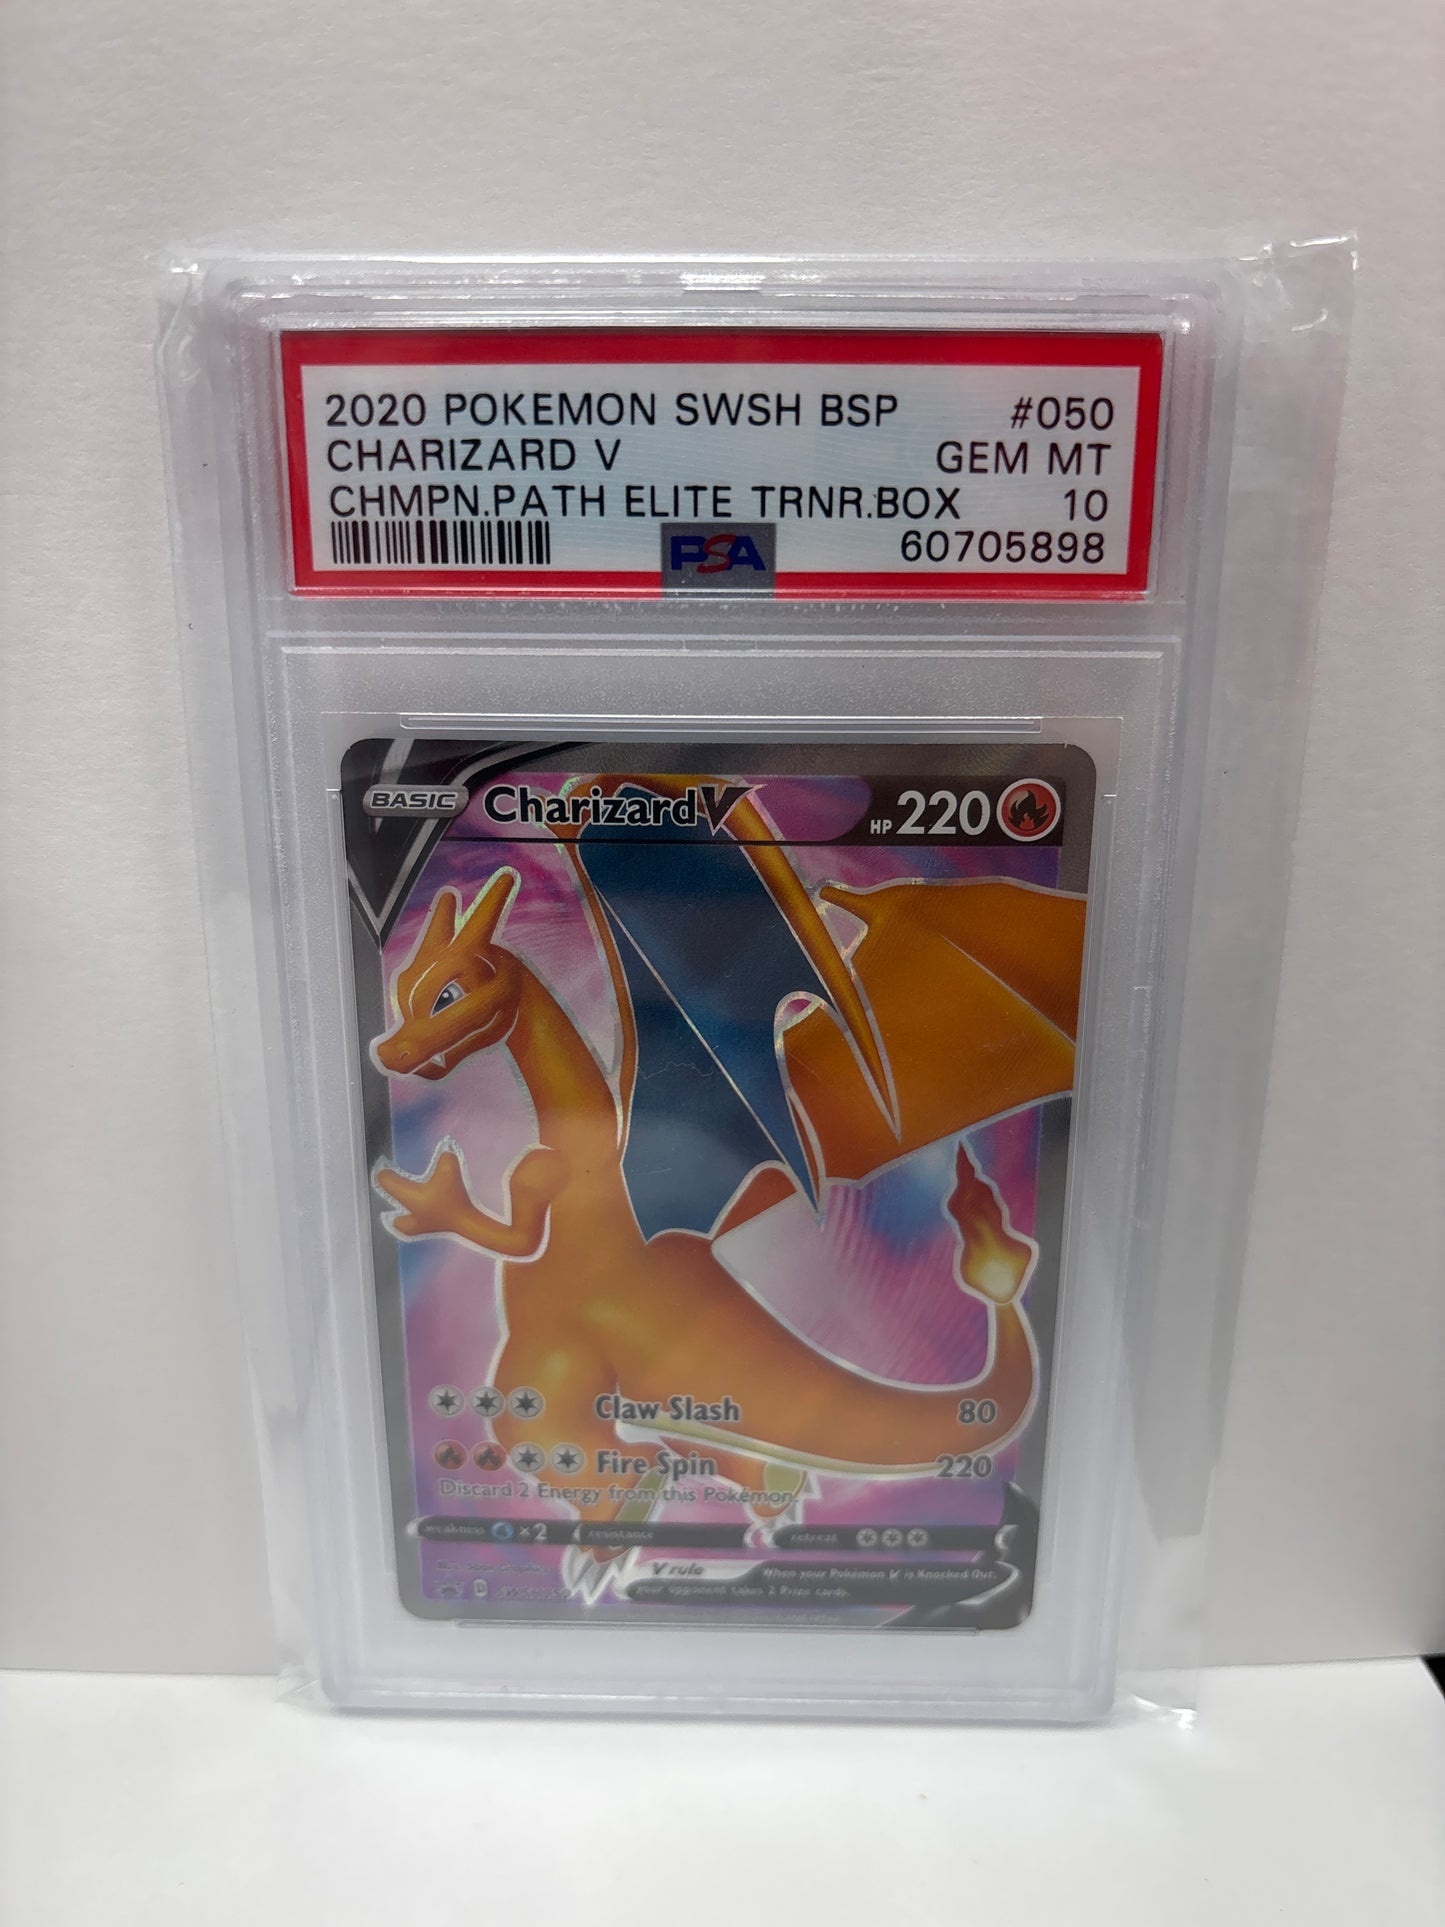 2020 POKEMON SWSH BSP #050
CHARIZARD V GEM MT
CHMPN.PATH ELITE TRNR.BOX 10
PSA 60705898
BASIC Charizard V HP 220
Claw Slash 80
Fire Spin 220
Discard 2 Energy from this Pokémon.
weakness ×2 resistance retreat
V rule When your Pokémon V is Knocked Out,
your opponent takes 2 Prize cards.